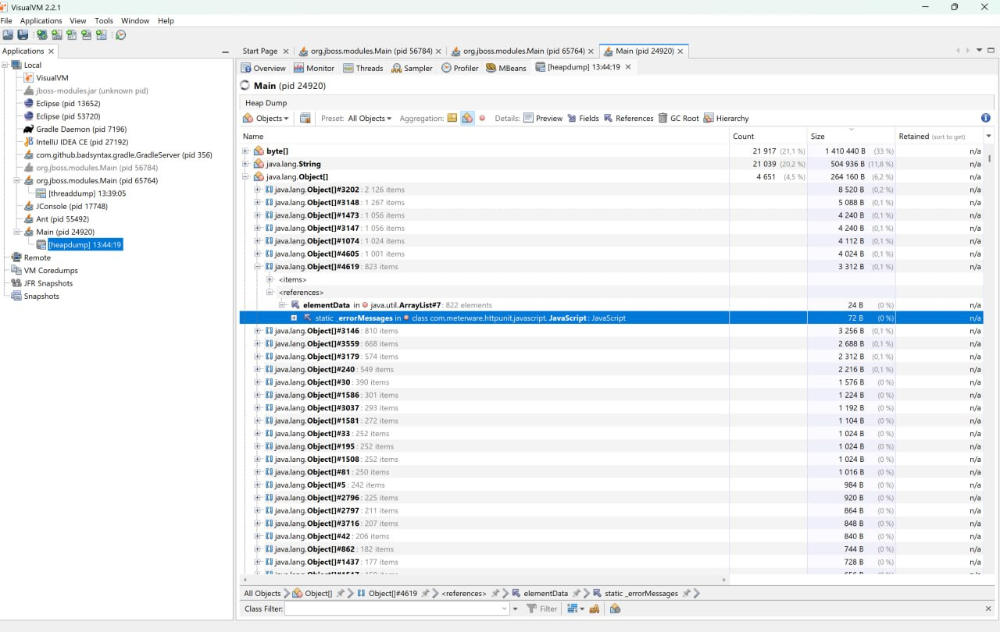 VisualVM 2.2.1
File Applications View Tools Window Help
Applications
Local
VisualVM
jboss-modules.jar (unknown pid)
Eclipse (pid 13652)
Eclipse (pid 53720)
Gradle Daemon (pid 7196)
IntelliJ IDEA CE (pid 27192)
com.github.badsyntax.gradle.GradleServer (pid 356)
org.jboss.modules.Main (pid 56784)
org.jboss.modules.Main (pid 65764)
[threaddump] 13:39:05
JConsole (pid 17748)
Ant (pid 55492)
Main (pid 24920)
[heapdump] 13:44:19
Remote
VM Coredumps
JFR Snapshots
Snapshots
Start Page org.jboss.modules.Main (pid 56784) org.jboss.modules.Main (pid 65764) Main (pid 24920)
Overview Monitor Threads Sampler Profiler MBeans [heapdump] 13:44:19
Main (pid 24920)
Heap Dump
Objects Preset: All Objects Aggregation: Details: Preview Fields References GC Root Hierarchy
Name Count Size Retained (sort to get)
byte[] 21 917 (21,1 %) 1 410 440 B (33 %) n/a
java.lang.String 21 039 (20,2 %) 504 936 B (11,8 %) n/a
java.lang.Object[] 4 651 (4,5 %) 264 160 B (6,2 %) n/a
java.lang.Object[]#3202 : 2 126 items 8 520 B (0,2 %) n/a
java.lang.Object[]#3148 : 1 267 items 5 088 B (0,1 %) n/a
java.lang.Object[]#1473 : 1 056 items 4 240 B (0,1 %) n/a
java.lang.Object[]#3147 : 1 056 items 4 240 B (0,1 %) n/a
java.lang.Object[]#1074 : 1 024 items 4 112 B (0,1 %) n/a
java.lang.Object[]#4605 : 1 001 items 4 024 B (0,1 %) n/a
java.lang.Object[]#4619 : 823 items 3 312 B (0,1 %) n/a
<items>
<references>
elementData in java.util.ArrayList#7 : 822 elements 24 B (0 %) n/a
static _errorMessages in class com.meterware.httpunit.javascript.JavaScript : JavaScript 72 B (0 %) n/a
java.lang.Object[]#3146 : 810 items 3 256 B (0,1 %) n/a
java.lang.Object[]#3559 : 668 items 2 688 B (0,1 %) n/a
java.lang.Object[]#3179 : 574 items 2 312 B (0,1 %) n/a
java.lang.Object[]#240 : 549 items 2 216 B (0,1 %) n/a
java.lang.Object[]#30 : 390 items 1 576 B (0 %) n/a
java.lang.Object[]#1586 : 301 items 1 224 B (0 %) n/a
java.lang.Object[]#3037 : 293 items 1 192 B (0 %) n/a
java.lang.Object[]#1581 : 272 items 1 104 B (0 %) n/a
java.lang.Object[]#33 : 252 items 1 024 B (0 %) n/a
java.lang.Object[]#195 : 252 items 1 024 B (0 %) n/a
java.lang.Object[]#1508 : 252 items 1 024 B (0 %) n/a
java.lang.Object[]#81 : 250 items 1 016 B (0 %) n/a
java.lang.Object[]#5 : 242 items 984 B (0 %) n/a
java.lang.Object[]#2796 : 225 items 920 B (0 %) n/a
java.lang.Object[]#2797 : 211 items 864 B (0 %) n/a
java.lang.Object[]#3716 : 207 items 848 B (0 %) n/a
java.lang.Object[]#42 : 206 items 840 B (0 %) n/a
java.lang.Object[]#862 : 182 items 744 B (0 %) n/a
java.lang.Object[]#1437 : 177 items 728 B (0 %) n/a
All Objects Object[] Object[]#4619 <references> elementData static _errorMessages
Class Filter: Filter